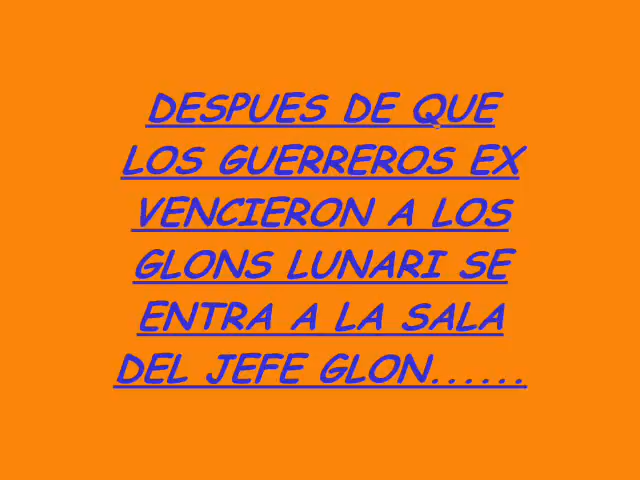 DESPUES DE QUE
LOS GUERREROS EX
VENCIERON A LOS
GLONS LUNARI SE
ENTRA A LA SALA
DEL JEFE GLON......